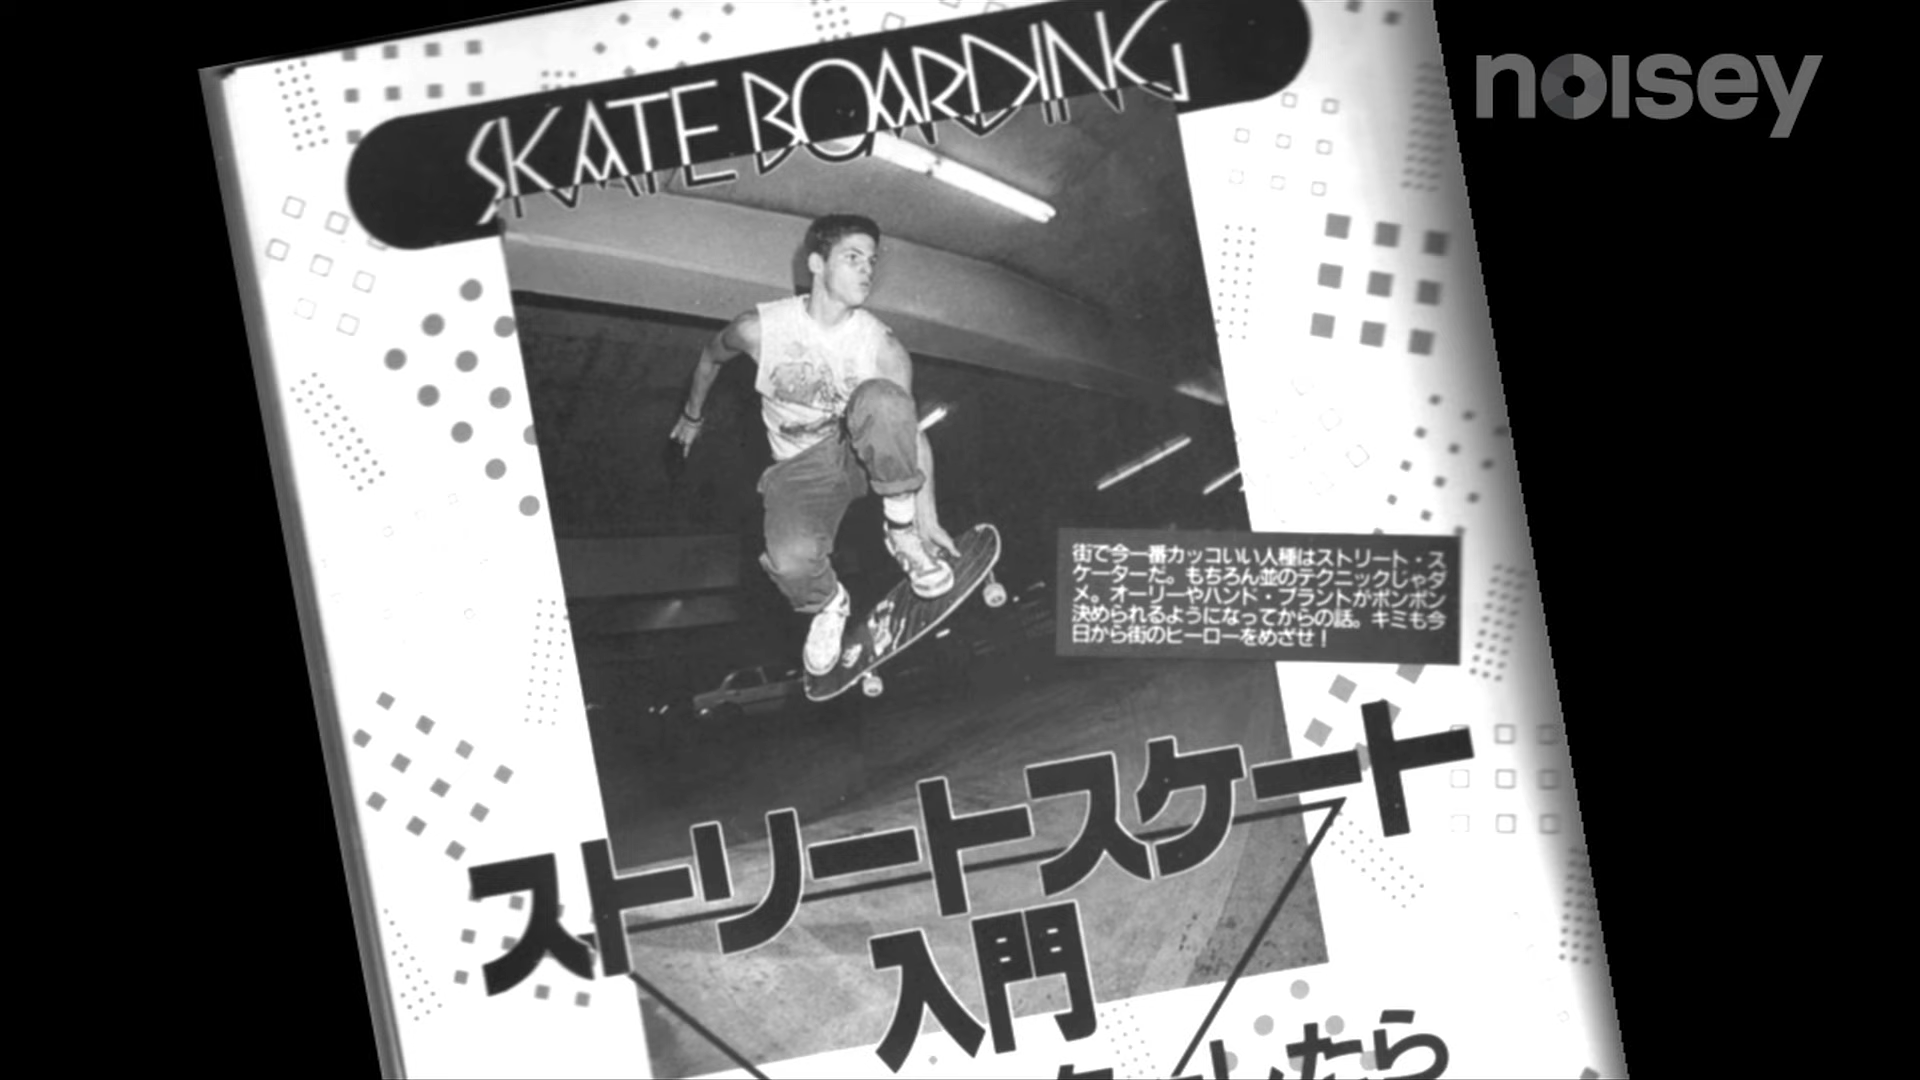 noisey
SKATE BOARDING
街で今一番カッコいい人種はストリート・ス
ケーターだ。もちろん並のテクニックじゃダ
メ。オーリーやハンド・プラントがポンポン
決められるようになってからの話。キミも今
日から街のヒーローをめざせ！
ストリートスケート
入門
したら